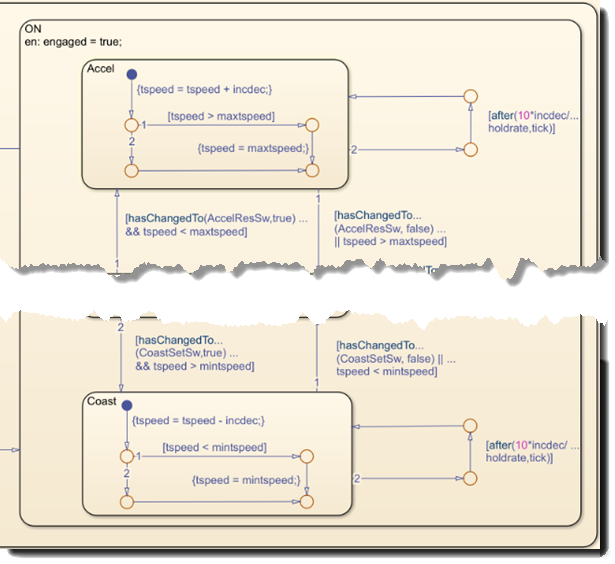 ON
en: engaged = true;
Accel
{tspeed = tspeed + incdec;}
1
[tspeed > maxtspeed]
2
{tspeed = maxtspeed;}
2
[after(10*incdec/...
holdrate,tick)]
1
[hasChangedTo(AccelResSw,true) ...
&& tspeed < maxtspeed]
1
[hasChangedTo...
(AccelResSw, false) ...
|| tspeed > maxtspeed]
1
2
[hasChangedTo...
(CoastSetSw,true) ...
&& tspeed > mintspeed]
[hasChangedTo...
(CoastSetSw, false) || ...
tspeed < mintspeed]
1
Coast
{tspeed = tspeed - incdec;}
1
[tspeed < mintspeed]
2
{tspeed = mintspeed;}
2
[after(10*incdec/ ...
holdrate,tick)]